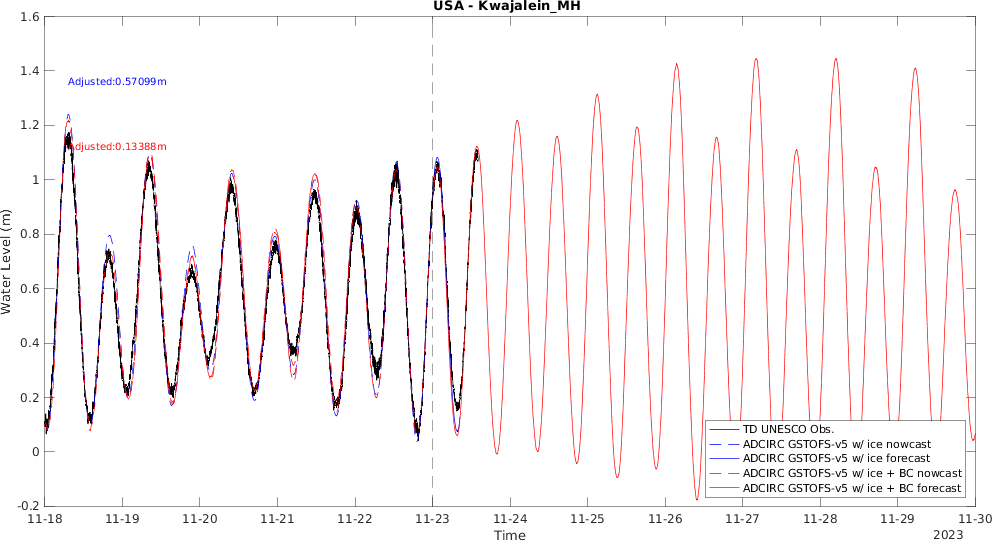 USA - Kwajalein_MH
1.6
1.4
1.2
1
0.8
0.6
0.4
0.2
0
-0.2
Water Level (m)
Adjusted:0.57099m
Adjusted:0.13388m
TD UNESCO Obs.
ADCIRC GSTOFS-v5 w/ ice nowcast
ADCIRC GSTOFS-v5 w/ ice forecast
ADCIRC GSTOFS-v5 w/ ice + BC nowcast
ADCIRC GSTOFS-v5 w/ ice + BC forecast
11-18 11-19 11-20 11-21 11-22 11-23 11-24 11-25 11-26 11-27 11-28 11-29 11-30
Time
2023